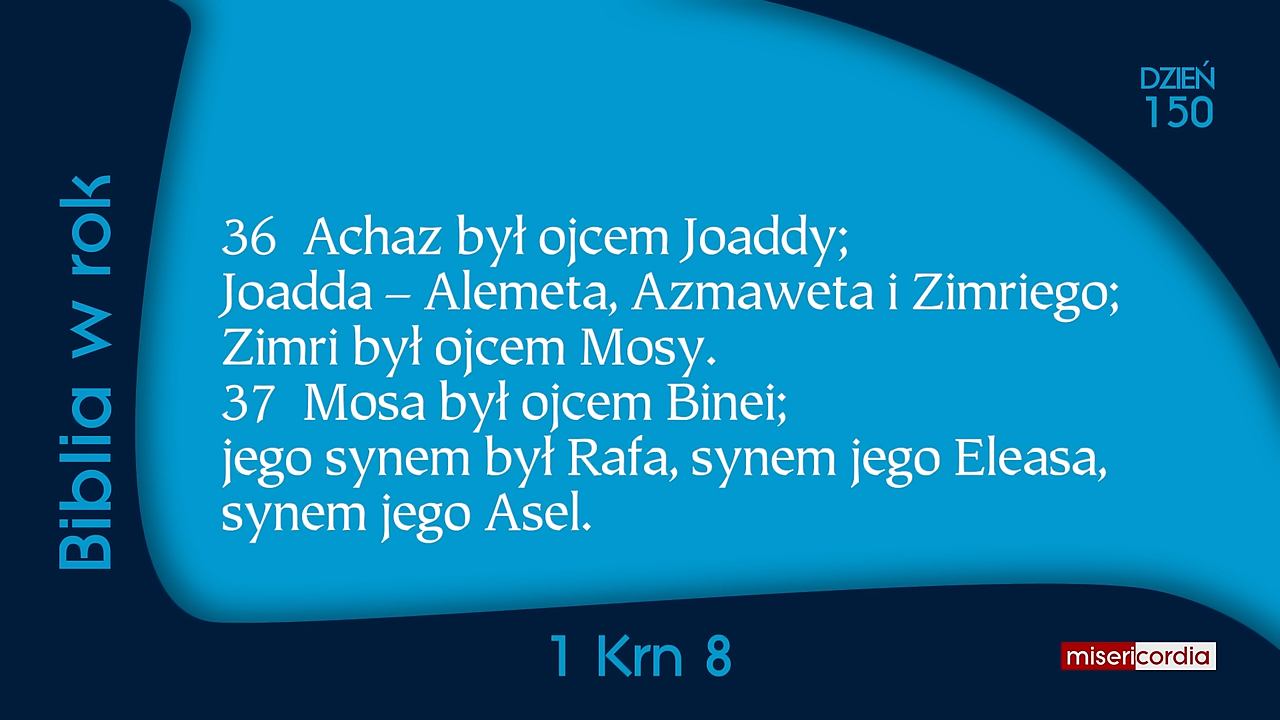 DZIEŃ
150
Biblia w rok
36 Achaz był ojcem Joaddy;
Joadda – Alemeta, Azmaweta i Zimriego;
Zimri był ojcem Mosy.
37 Mosa był ojcem Binei;
jego synem był Rafa, synem jego Eleasa,
synem jego Asel.
1 Krn 8
misericordia